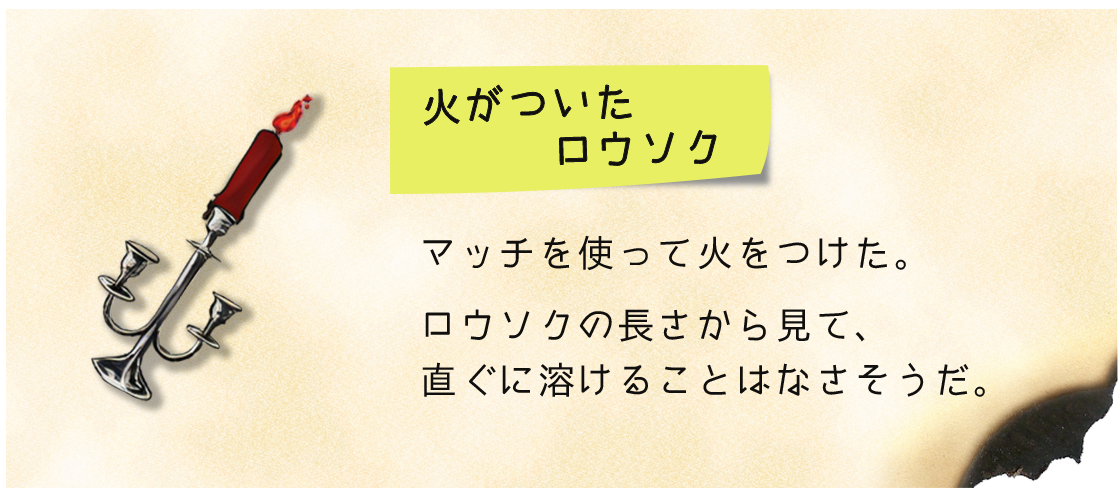 火がついた
ロウソク
マッチを使って火をつけた。
ロウソクの長さから見て、
直ぐに溶けることはなさそうだ。